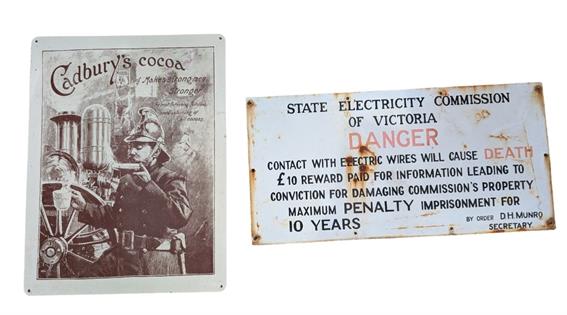 Cadbury's cocoa
Makes strong men
Stronger
STATE ELECTRICITY COMMISSION
OF VICTORIA
DANGER
CONTACT WITH ELECTRIC WIRES WILL CAUSE DEATH
£10 REWARD PAID FOR INFORMATION LEADING TO
CONVICTION FOR DAMAGING COMMISSION'S PROPERTY
MAXIMUM PENALTY IMPRISONMENT FOR
10 YEARS
BY ORDER D.H. MUNRO
SECRETARY